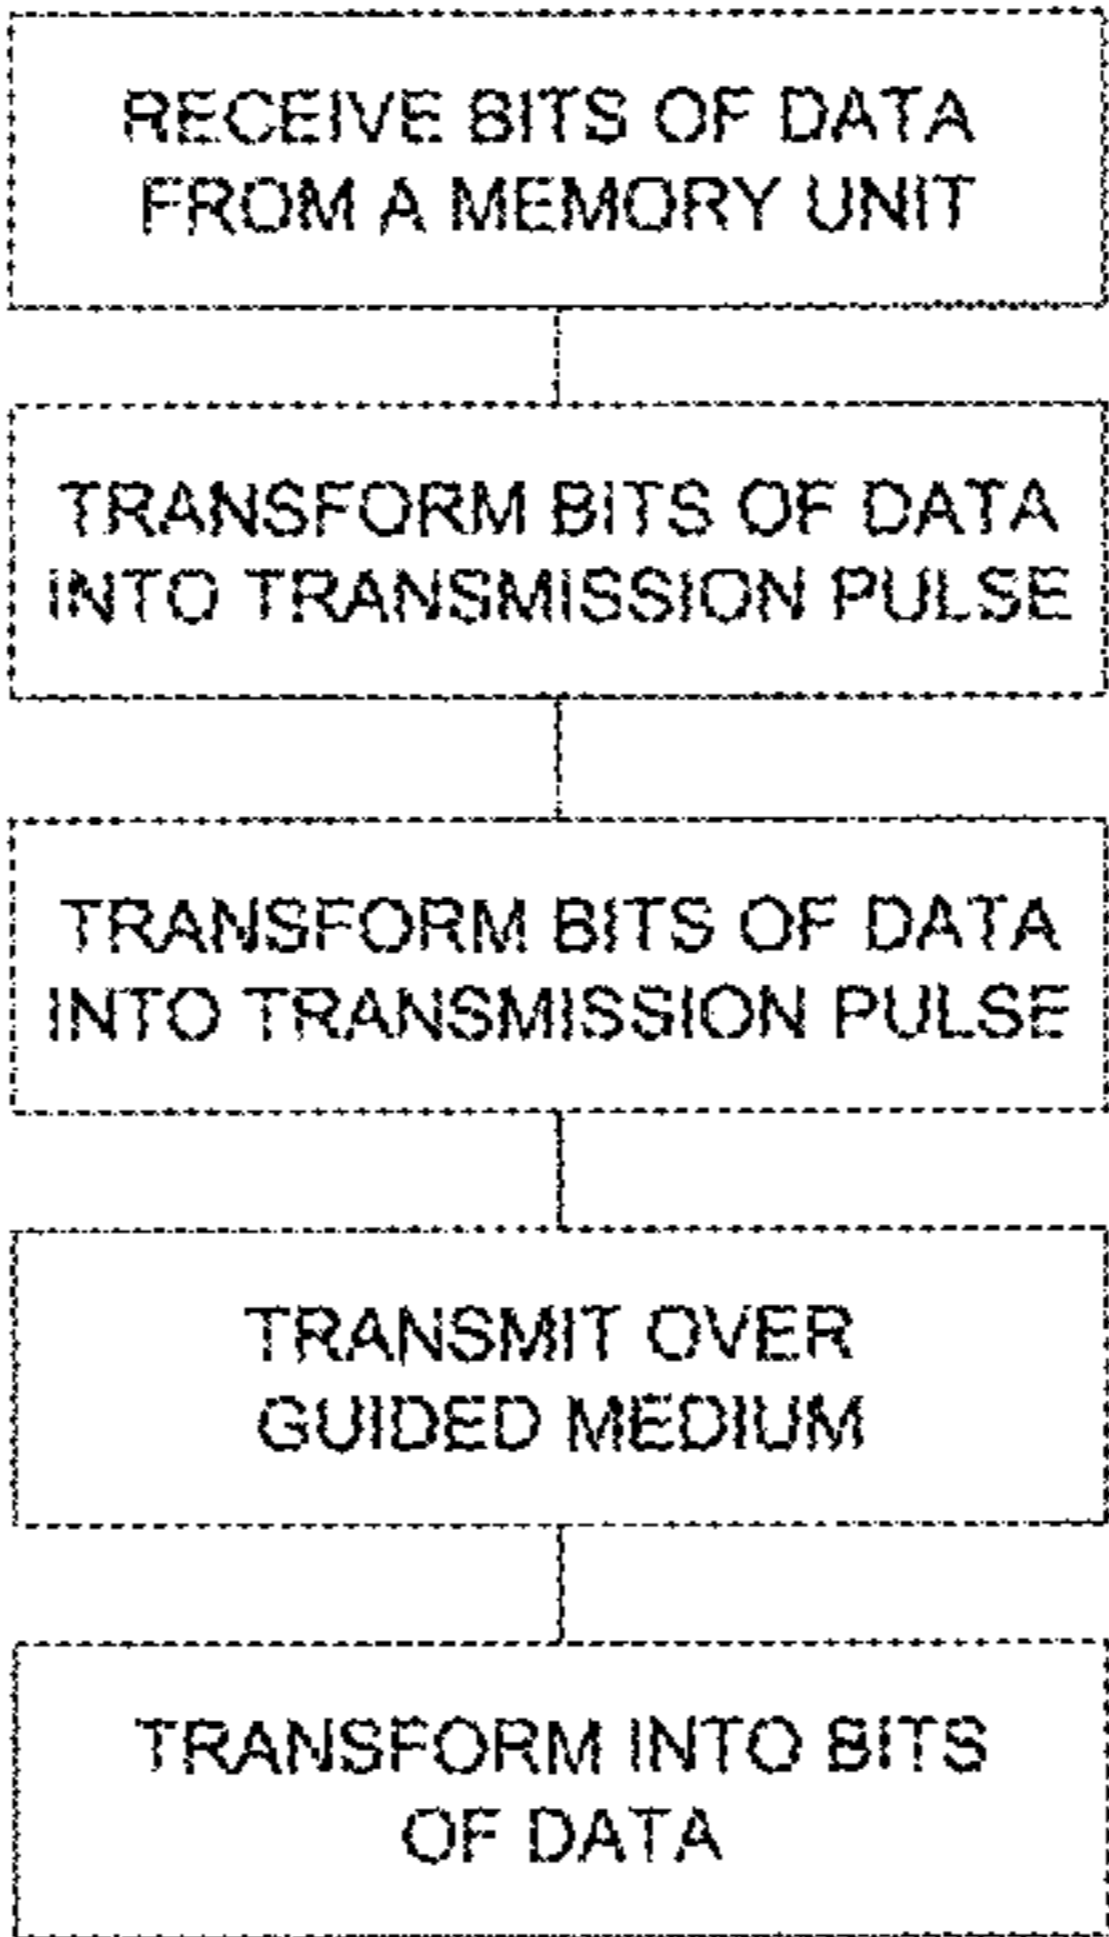 RECEIVE BITS OF DATA
FROM A MEMORY UNIT
TRANSFORM BITS OF DATA
INTO TRANSMISSION PULSE
TRANSFORM BITS OF DATA
INTO TRANSMISSION PULSE
TRANSMIT OVER
GUIDED MEDIUM
TRANSFORM INTO BITS
OF DATA